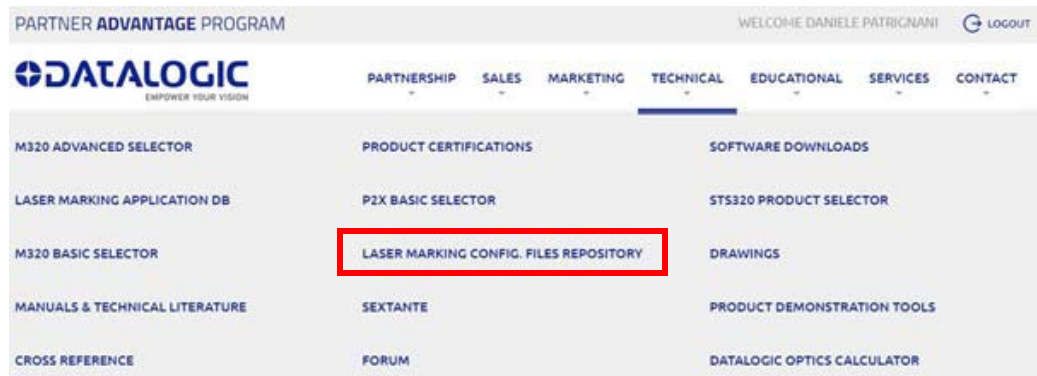 PARTNER ADVANTAGE PROGRAM
WELCOME DANIELE PATRIGNANI
LOGOUT
DATALOGIC
EMPOWER YOUR VISION
PARTNERSHIP SALES MARKETING TECHNICAL EDUCATIONAL SERVICES CONTACT
M320 ADVANCED SELECTOR PRODUCT CERTIFICATIONS SOFTWARE DOWNLOADS
LASER MARKING APPLICATION DB P2X BASIC SELECTOR STS320 PRODUCT SELECTOR
M320 BASIC SELECTOR LASER MARKING CONFIG. FILES REPOSITORY DRAWINGS
MANUALS & TECHNICAL LITERATURE SEXTANTE PRODUCT DEMONSTRATION TOOLS
CROSS REFERENCE FORUM DATALOGIC OPTICS CALCULATOR